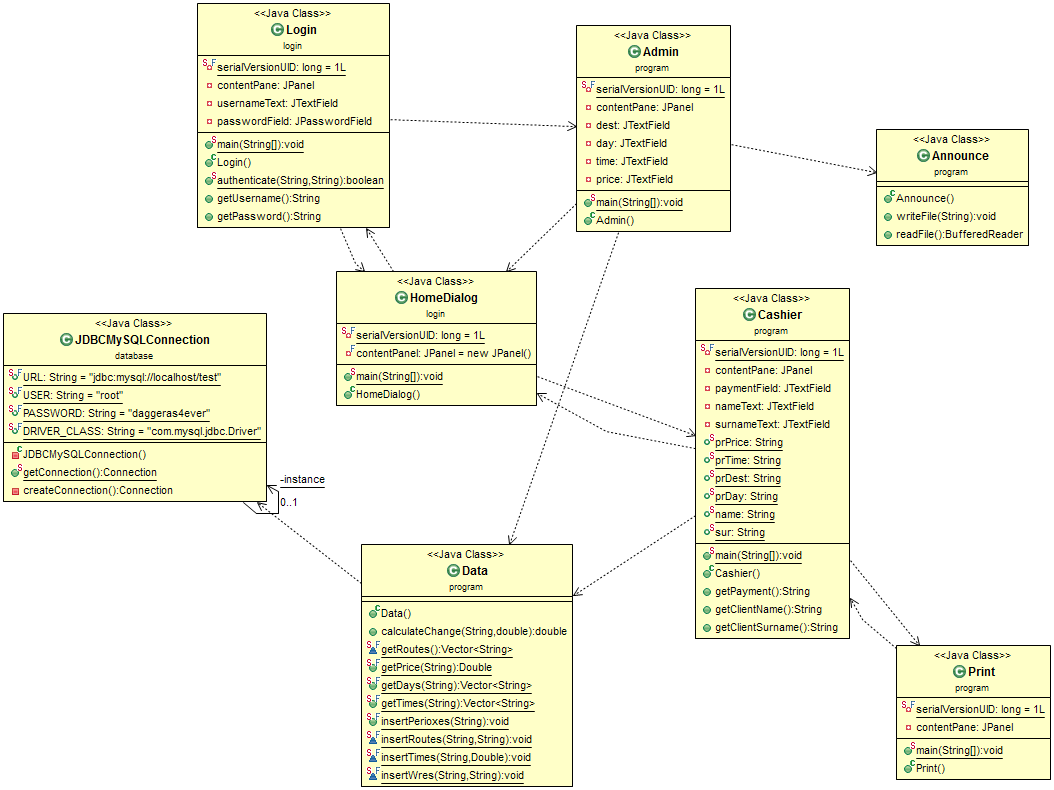 <<Java Class>>
Login
login
serialVersionUID: long = 1L
contentPane: JPanel
usernameText: JTextField
passwordField: JPasswordField
main(String[]):void
Login()
authenticate(String,String):boolean
getUsername():String
getPassword():String
<<Java Class>>
Admin
program
serialVersionUID: long = 1L
contentPane: JPanel
dest: JTextField
day: JTextField
time: JTextField
price: JTextField
main(String[]):void
Admin()
<<Java Class>>
Announce
program
Announce()
writeFile(String):void
readFile():BufferedReader
<<Java Class>>
HomeDialog
login
serialVersionUID: long = 1L
contentPanel: JPanel = new JPanel()
main(String[]):void
HomeDialog()
<<Java Class>>
JDBCMySQLConnection
database
URL: String = "jdbc:mysql://localhost/test"
USER: String = "root"
PASSWORD: String = "daggeras4ever"
DRIVER_CLASS: String = "com.mysql.jdbc.Driver"
JDBCMySQLConnection()
getConnection():Connection
createConnection():Connection
-instance
0..1
<<Java Class>>
Cashier
program
serialVersionUID: long = 1L
contentPane: JPanel
paymentField: JTextField
nameText: JTextField
surnameText: JTextField
prPrice: String
prTime: String
prDest: String
prDay: String
name: String
sur: String
main(String[]):void
Cashier()
getPayment():String
getClientName():String
getClientSurname():String
<<Java Class>>
Data
program
Data()
calculateChange(String,double):double
getRoutes():Vector<String>
getPrice(String):Double
getDays(String):Vector<String>
getTimes(String):Vector<String>
insertPerioxes(String):void
insertRoutes(String,String):void
insertTimes(String,Double):void
insertWres(String,String):void
<<Java Class>>
Print
program
serialVersionUID: long = 1L
contentPane: JPanel
main(String[]):void
Print()